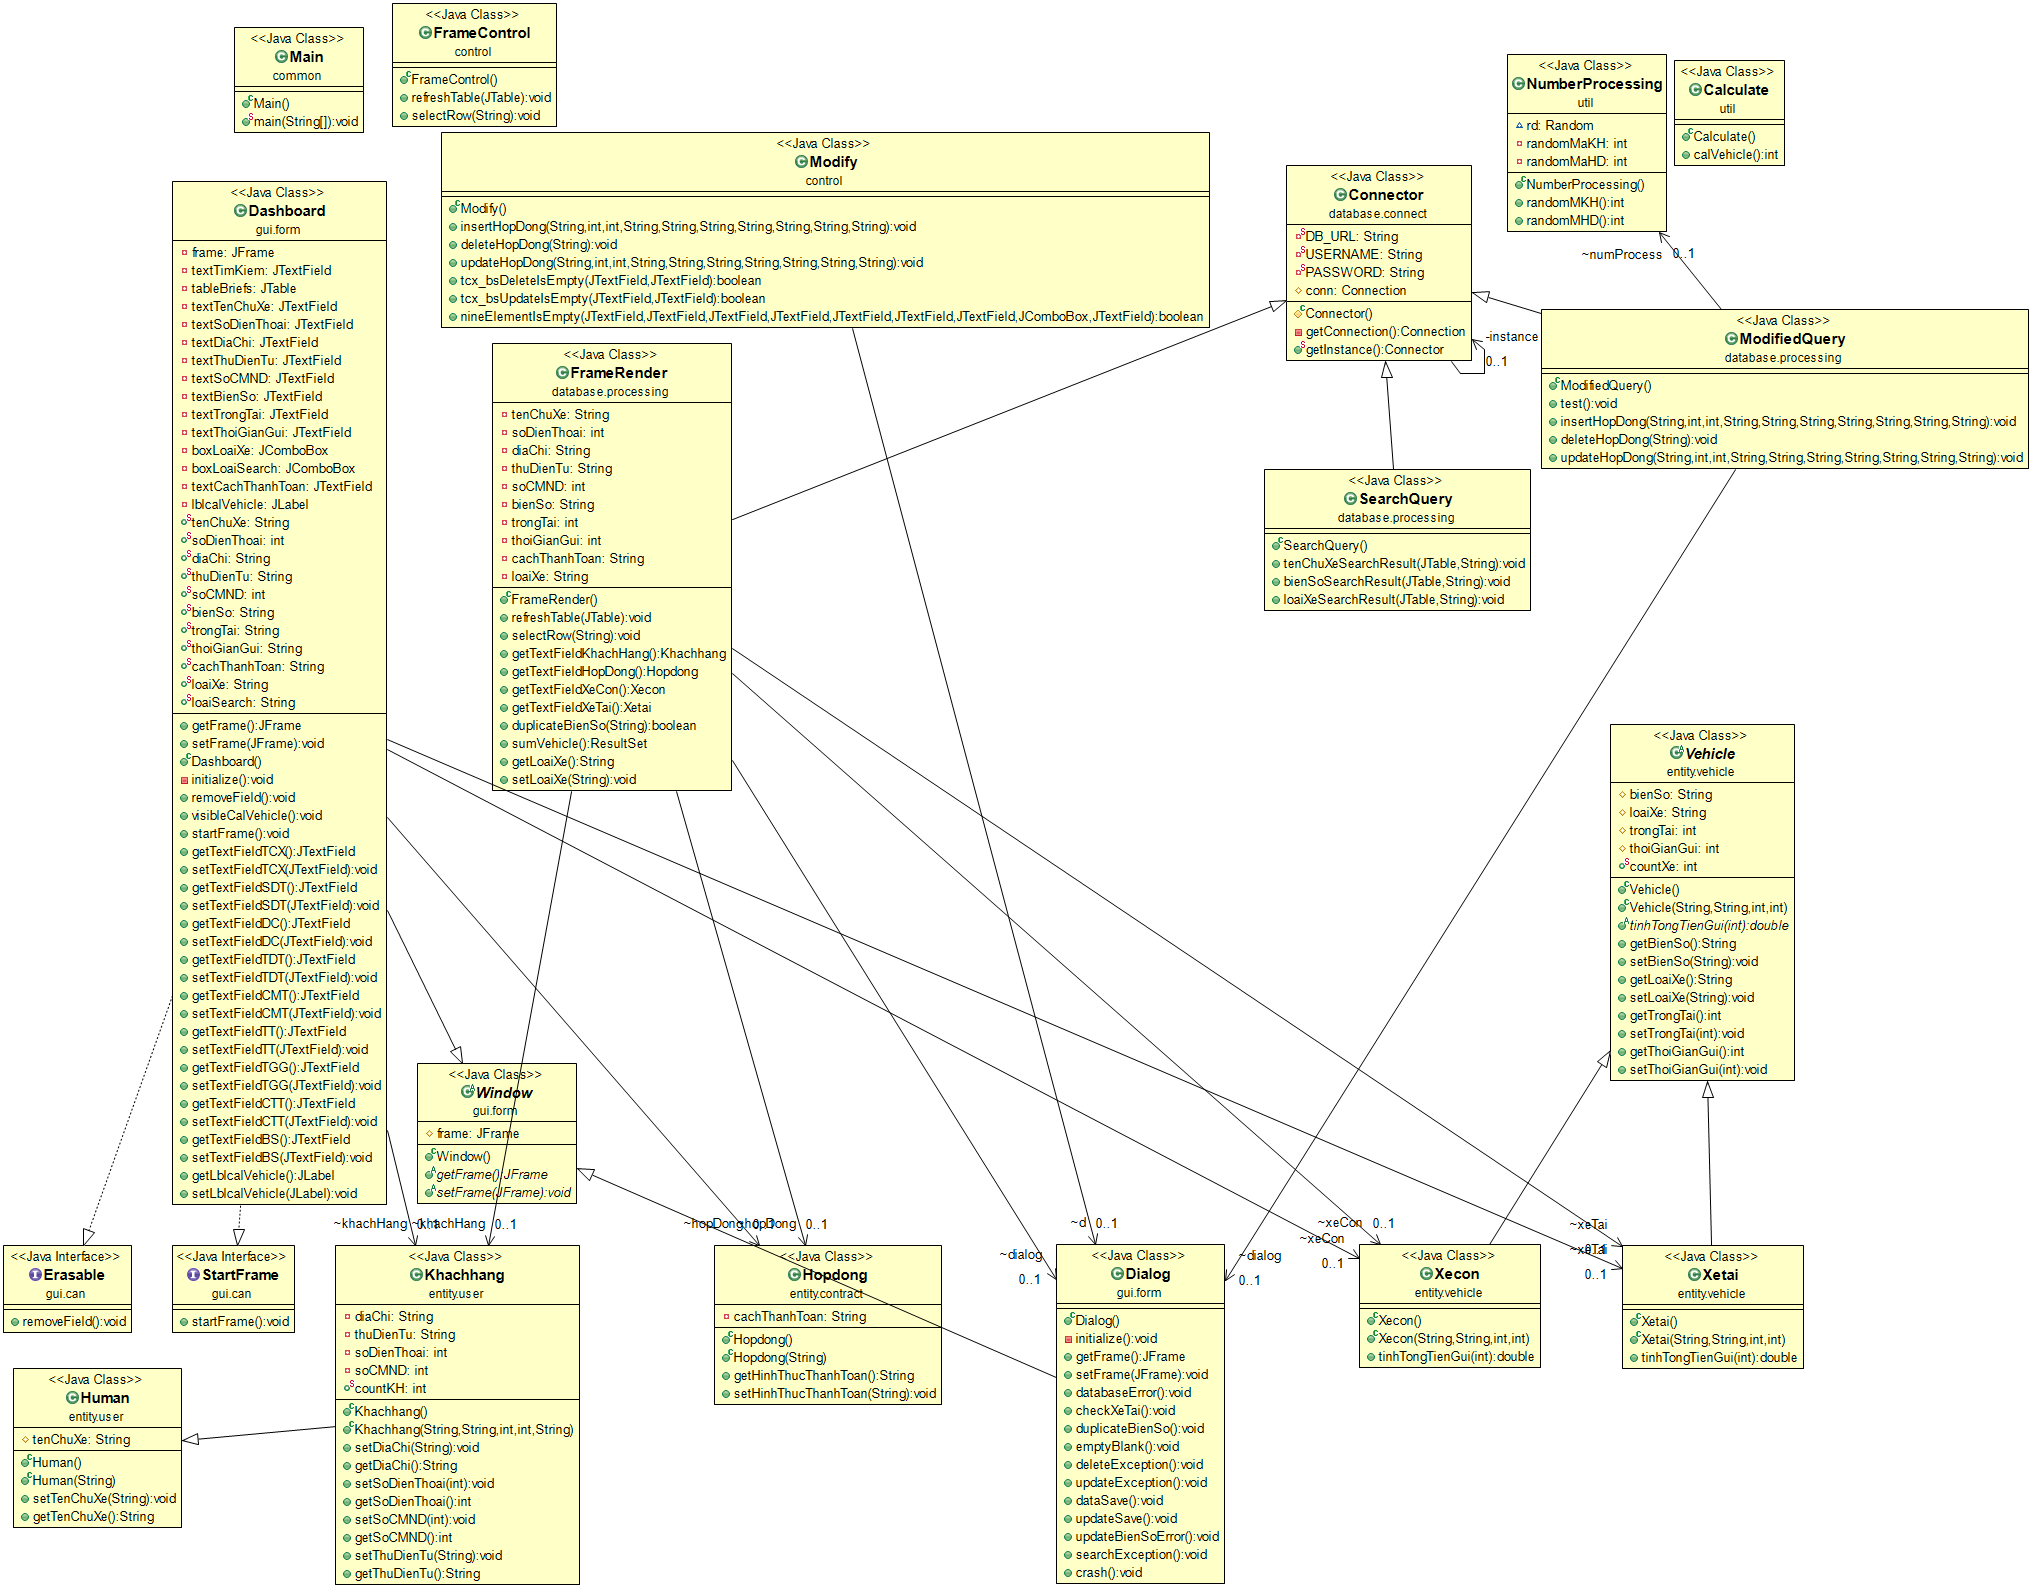 <<Java Class>>
Main
common
Main()
main(String[]):void
<<Java Class>>
FrameControl
control
FrameControl()
refreshTable(JTable):void
selectRow(String):void
<<Java Class>>
Modify
control
Modify()
insertHopDong(String,int,int,String,String,String,String,String,String,String):void
deleteHopDong(String):void
updateHopDong(String,int,int,String,String,String,String,String,String,String):void
tcx_bsDeleteIsEmpty(JTextField,JTextField):boolean
tcx_bsUpdateIsEmpty(JTextField,JTextField):boolean
nineElementIsEmpty(JTextField,JTextField,JTextField,JTextField,JTextField,JTextField,JTextField,JComboBox,JTextField):boolean
<<Java Class>>
Connector
database.connect
DB_URL: String
USERNAME: String
PASSWORD: String
conn: Connection
Connector()
getConnection():Connection
getInstance():Connector
-instance
0..1
<<Java Class>>
NumberProcessing
util
rd: Random
randomMaKH: int
randomMaHD: int
NumberProcessing()
randomMKH():int
randomMHD():int
<<Java Class>>
Calculate
util
Calculate()
calVehicle():int
~numProcess
0..1
<<Java Class>>
ModifiedQuery
database.processing
ModifiedQuery()
test():void
insertHopDong(String,int,int,String,String,String,String,String,String,String):void
deleteHopDong(String):void
updateHopDong(String,int,int,String,String,String,String,String,String,String):void
<<Java Class>>
SearchQuery
database.processing
SearchQuery()
tenChuXeSearchResult(JTable,String):void
bienSoSearchResult(JTable,String):void
loaiXeSearchResult(JTable,String):void
<<Java Class>>
Dashboard
gui.form
frame: JFrame
textTimKiem: JTextField
tableBriefs: JTable
textTenChuXe: JTextField
textSoDienThoai: JTextField
textDiaChi: JTextField
textThuDienTu: JTextField
textSoCMND: JTextField
textBienSo: JTextField
textTrongTai: JTextField
textThoiGianGui: JTextField
boxLoaiXe: JComboBox
boxLoaiSearch: JComboBox
textCachThanhToan: JTextField
lblcalVehicle: JLabel
tenChuXe: String
soDienThoai: int
diaChi: String
thuDienTu: String
soCMND: int
bienSo: String
trongTai: String
thoiGianGui: String
cachThanhToan: String
loaiXe: String
loaiSearch: String
getFrame():JFrame
setFrame(JFrame):void
Dashboard()
initialize():void
removeField():void
visibleCalVehicle():void
startFrame():void
getTextFieldTCX():JTextField
setTextFieldTCX(JTextField):void
getTextFieldSDT():JTextField
setTextFieldSDT(JTextField):void
getTextFieldDC():JTextField
setTextFieldDC(JTextField):void
getTextFieldTDT():JTextField
setTextFieldTDT(JTextField):void
getTextFieldCMT():JTextField
setTextFieldCMT(JTextField):void
getTextFieldTT():JTextField
setTextFieldTT(JTextField):void
getTextFieldTGG():JTextField
setTextFieldTGG(JTextField):void
getTextFieldCTT():JTextField
setTextFieldCTT(JTextField):void
getTextFieldBS():JTextField
setTextFieldBS(JTextField):void
getLblcalVehicle():JLabel
setLblcalVehicle(JLabel):void
<<Java Class>>
FrameRender
database.processing
tenChuXe: String
soDienThoai: int
diaChi: String
thuDienTu: String
soCMND: int
bienSo: String
trongTai: int
thoiGianGui: int
cachThanhToan: String
loaiXe: String
FrameRender()
refreshTable(JTable):void
selectRow(String):void
getTextFieldKhachHang():Khachhang
getTextFieldHopDong():Hopdong
getTextFieldXeCon():Xecon
getTextFieldXeTai():Xetai
duplicateBienSo(String):boolean
sumVehicle():ResultSet
getLoaiXe():String
setLoaiXe(String):void
<<Java Class>>
Vehicle
entity.vehicle
bienSo: String
loaiXe: String
trongTai: int
thoiGianGui: int
countXe: int
Vehicle()
Vehicle(String,String,int,int)
tinhTongTienGui(int):double
getBienSo():String
setBienSo(String):void
getLoaiXe():String
setLoaiXe(String):void
getTrongTai():int
setTrongTai(int):void
getThoiGianGui():int
setThoiGianGui(int):void
<<Java Class>>
Window
gui.form
frame: JFrame
Window()
getFrame():JFrame
setFrame(JFrame):void
~khachHang
0..1
~khachHang
0..1
~hopDong
0..1
hopDong
0..1
~d
0..1
~dialog
0..1
~dialog
0..1
~xeCon
0..1
~xeCon
0..1
~xeTai
~xeTai
0..1
<<Java Interface>>
Erasable
gui.can
removeField():void
<<Java Interface>>
StartFrame
gui.can
startFrame():void
<<Java Class>>
Human
entity.user
tenChuXe: String
Human()
Human(String)
setTenChuXe(String):void
getTenChuXe():String
<<Java Class>>
Khachhang
entity.user
diaChi: String
thuDienTu: String
soDienThoai: int
soCMND: int
countKH: int
Khachhang()
Khachhang(String,String,int,int,String)
setDiaChi(String):void
getDiaChi():String
setSoDienThoai(int):void
getSoDienThoai():int
setSoCMND(int):void
getSoCMND():int
setThuDienTu(String):void
getThuDienTu():String
<<Java Class>>
Hopdong
entity.contract
cachThanhToan: String
Hopdong()
Hopdong(String)
getHinhThucThanhToan():String
setHinhThucThanhToan(String):void
<<Java Class>>
Dialog
gui.form
Dialog()
initialize():void
getFrame():JFrame
setFrame(JFrame):void
databaseError():void
checkXeTai():void
duplicateBienSo():void
emptyBlank():void
deleteException():void
updateException():void
dataSave():void
updateSave():void
updateBienSoError():void
searchException():void
crash():void
<<Java Class>>
Xecon
entity.vehicle
Xecon()
Xecon(String,String,int,int)
tinhTongTienGui(int):double
<<Java Class>>
Xetai
entity.vehicle
Xetai()
Xetai(String,String,int,int)
tinhTongTienGui(int):double